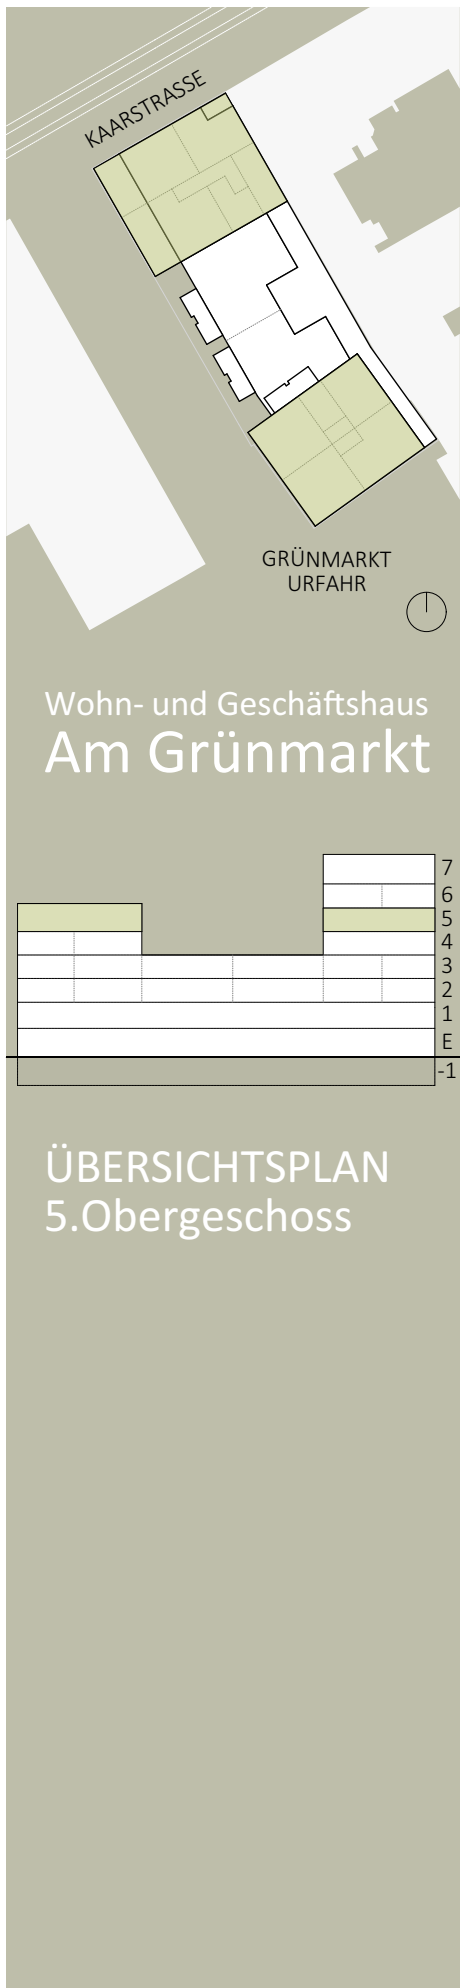 KAARSTRASSE
GRÜNMARKT
URFAHR
Wohn- und Geschäftshaus
Am Grünmarkt
7
6
5
4
3
2
1
E
-1
ÜBERSICHTSPLAN
5.Obergeschoss